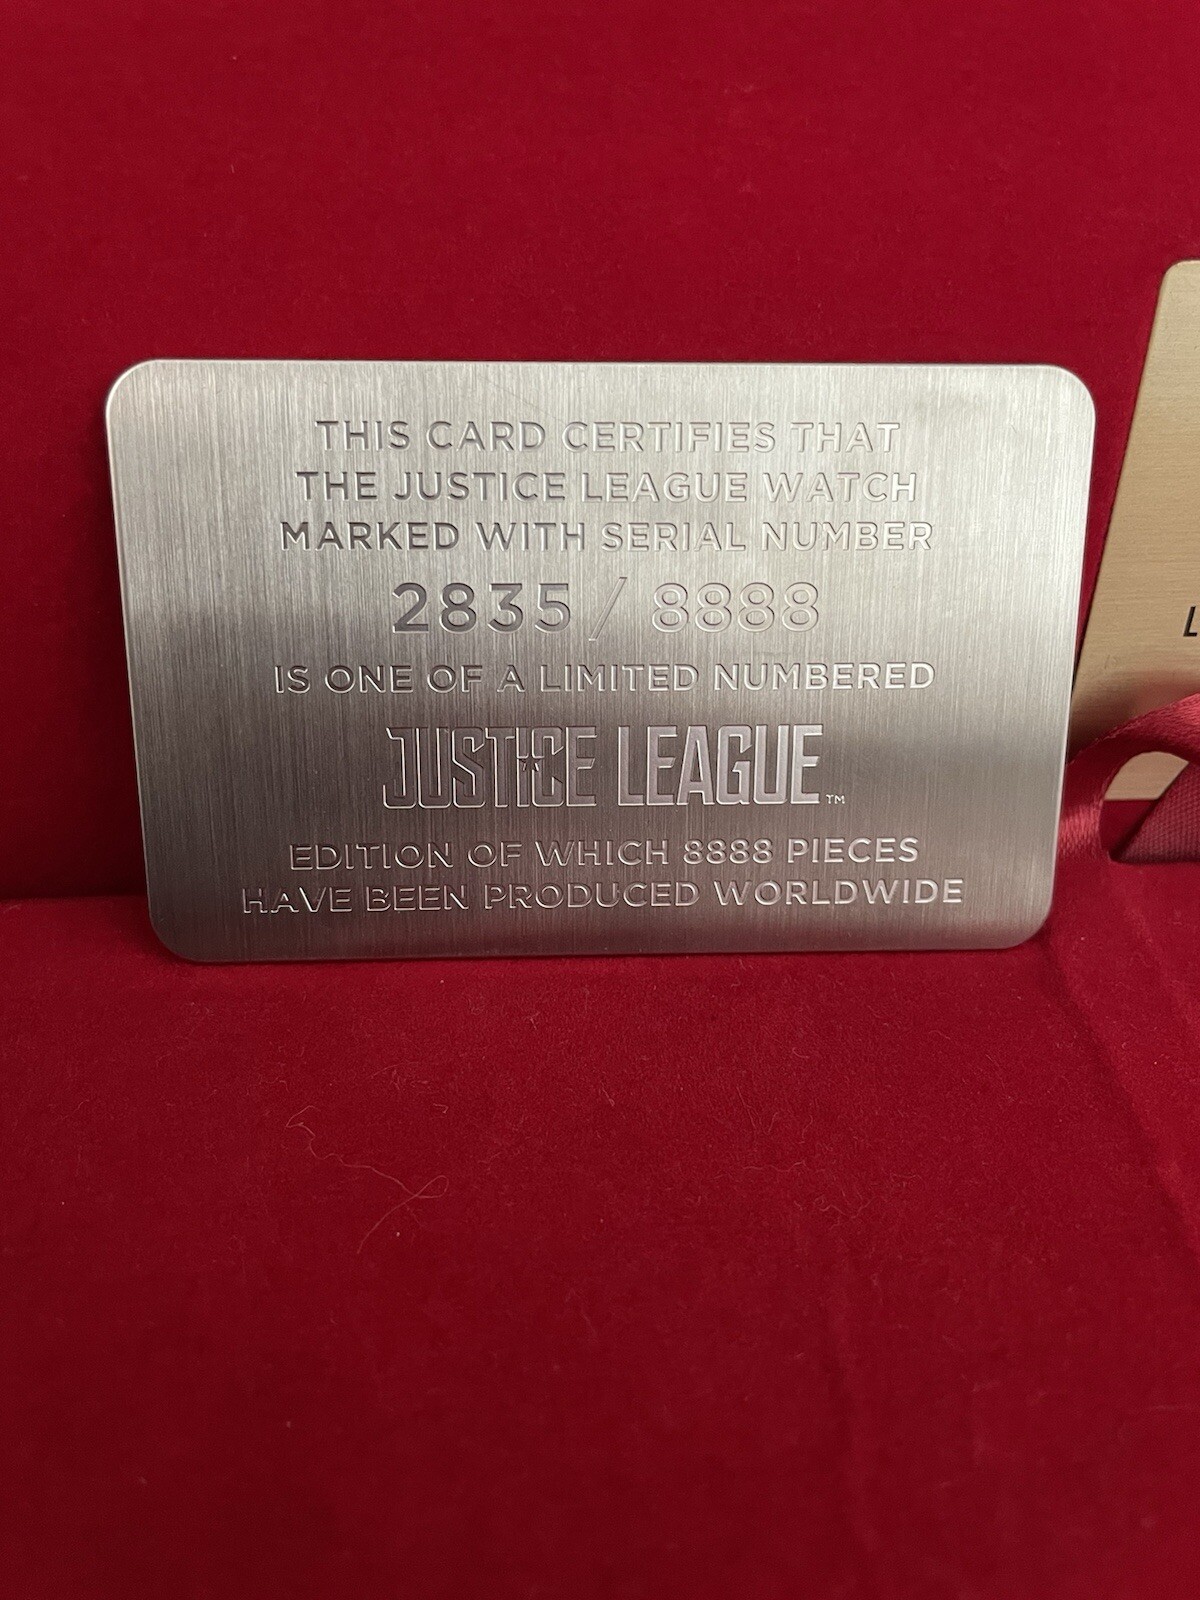 THIS CARD CERTIFIES THAT
THE JUSTICE LEAGUE WATCH
MARKED WITH SERIAL NUMBER
2835 / 8888
IS ONE OF A LIMITED NUMBERED
JUSTICE LEAGUE™
EDITION OF WHICH 8888 PIECES
HAVE BEEN PRODUCED WORLDWIDE
L